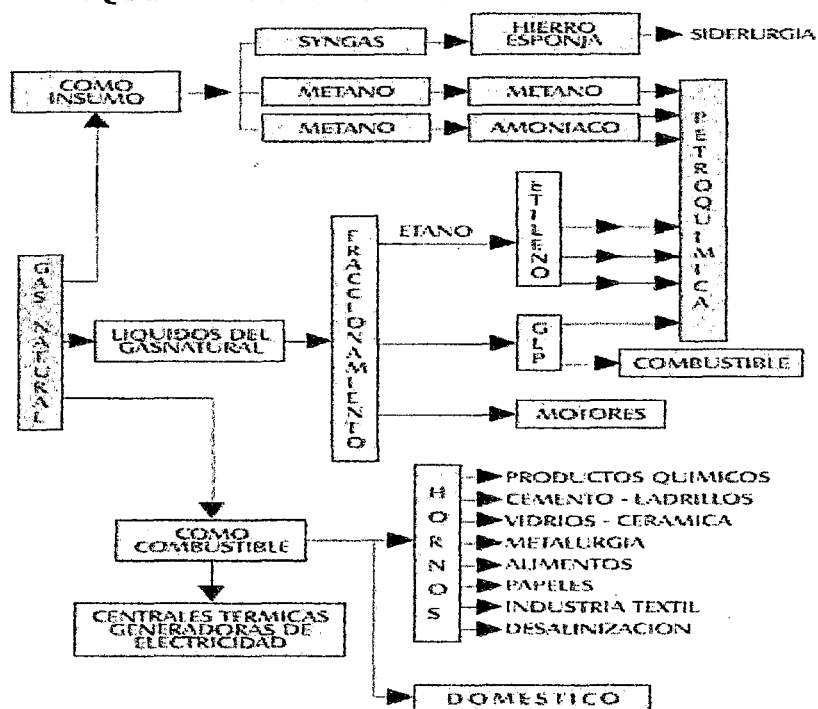 SYNGAS
HIERRO
ESPONJA
SIDERURGIA
COMO
INSUMO
METANO
METANO
METANO
AMONIACO
PETROQUIMICA
ETANO
ETILENO
GAS NATURAL
LIQUIDOS DEL
GASNATURAL
FRACCIONAMIENTO
GLP
COMBUSTIBLE
MOTORES
COMO
COMBUSTIBLE
CENTRALES TERMICAS
GENERADORAS DE
ELECTRICIDAD
HORNOS
PRODUCTOS QUIMICOS
CEMENTO - LADRILLOS
VIDRIOS - CERAMICA
METALURGIA
ALIMENTOS
PAPELES
INDUSTRIA TEXTIL
DESALINIZACION
DOMESTICO